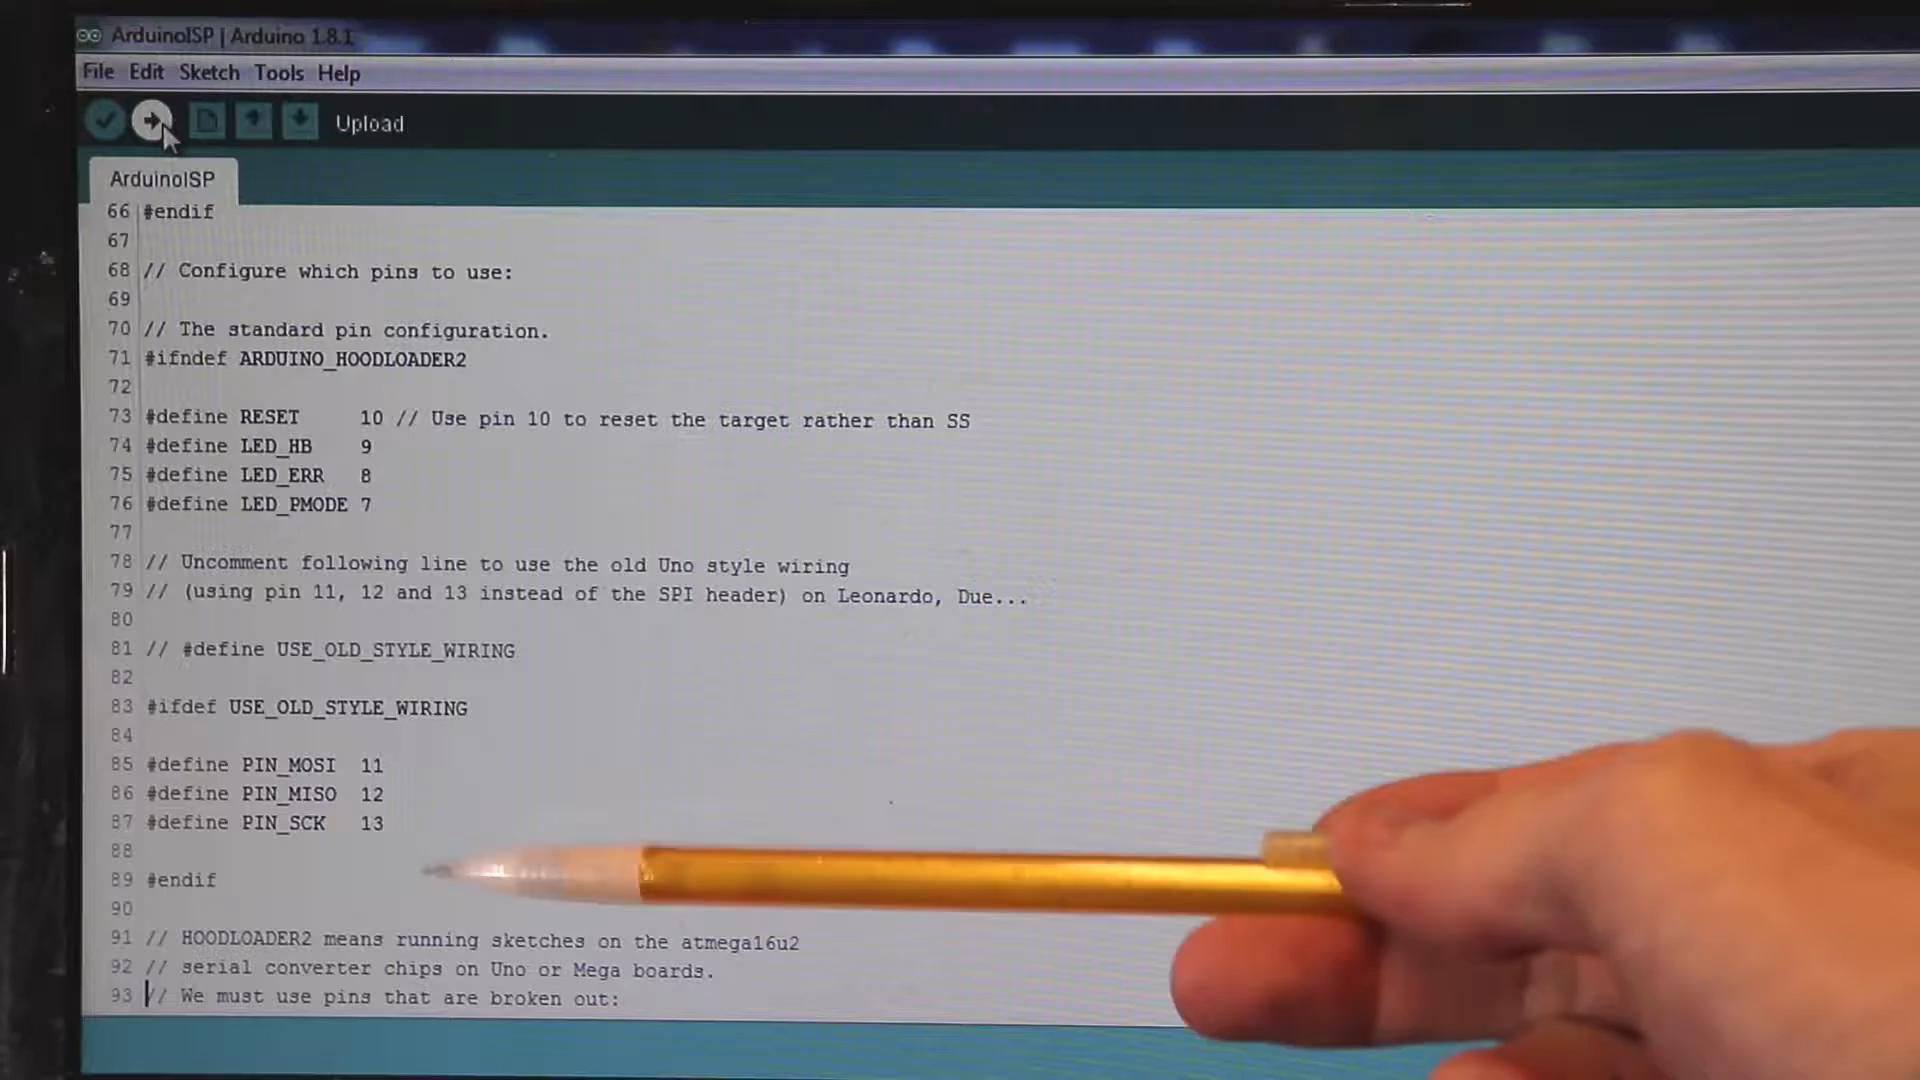 ArduinoISP | Arduino 1.8.1
File Edit Sketch Tools Help
Upload
ArduinoISP
66 #endif
67
68 // Configure which pins to use:
69
70 // The standard pin configuration.
71 #ifndef ARDUINO_HOODLOADER2
72
73 #define RESET 10 // Use pin 10 to reset the target rather than SS
74 #define LED_HB 9
75 #define LED_ERR 8
76 #define LED_PMODE 7
77
78 // Uncomment following line to use the old Uno style wiring
79 // (using pin 11, 12 and 13 instead of the SPI header) on Leonardo, Due...
80
81 // #define USE_OLD_STYLE_WIRING
82
83 #ifdef USE_OLD_STYLE_WIRING
84
85 #define PIN_MOSI 11
86 #define PIN_MISO 12
87 #define PIN_SCK 13
88
89 #endif
90
91 // HOODLOADER2 means running sketches on the atmega16u2
92 // serial converter chips on Uno or Mega boards.
93 // We must use pins that are broken out: